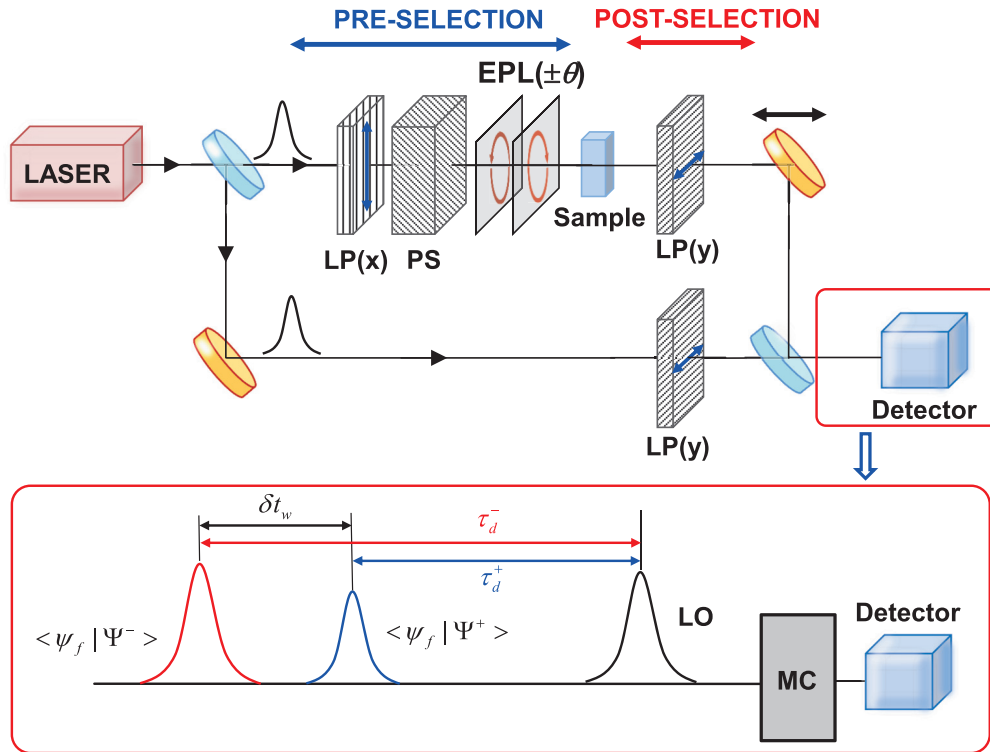 PRE-SELECTION
POST-SELECTION
EPL(±θ)
LASER
Sample
LP(x)
PS
LP(y)
LP(y)
Detector
δt_w
τ_d^-
τ_d^+
<ψ_f|Ψ^->
<ψ_f|Ψ^+>
LO
Detector
MC